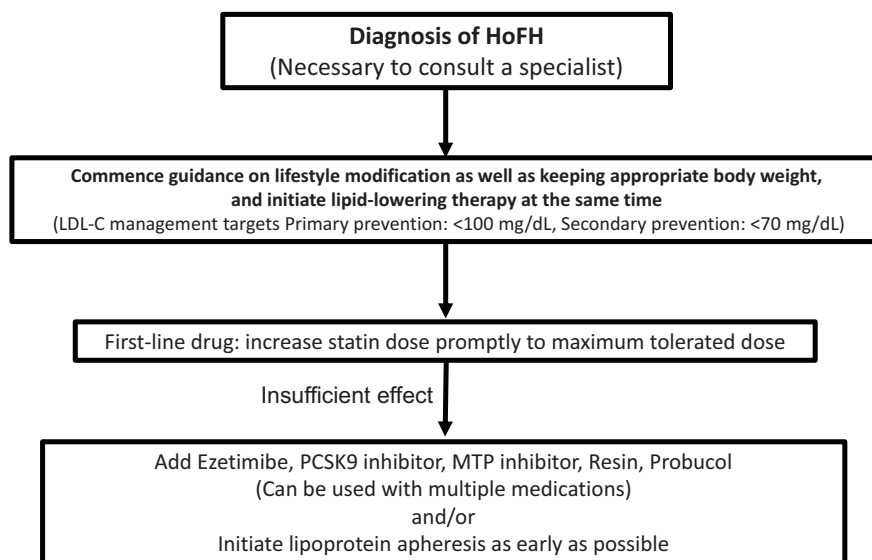 Diagnosis of HoFH
(Necessary to consult a specialist)
Commence guidance on lifestyle modification as well as keeping appropriate body weight,
and initiate lipid-lowering therapy at the same time
(LDL-C management targets Primary prevention: <100 mg/dL, Secondary prevention: <70 mg/dL)
First-line drug: increase statin dose promptly to maximum tolerated dose
Insufficient effect
Add Ezetimibe, PCSK9 inhibitor, MTP inhibitor, Resin, Probucol
(Can be used with multiple medications)
and/or
Initiate lipoprotein apheresis as early as possible